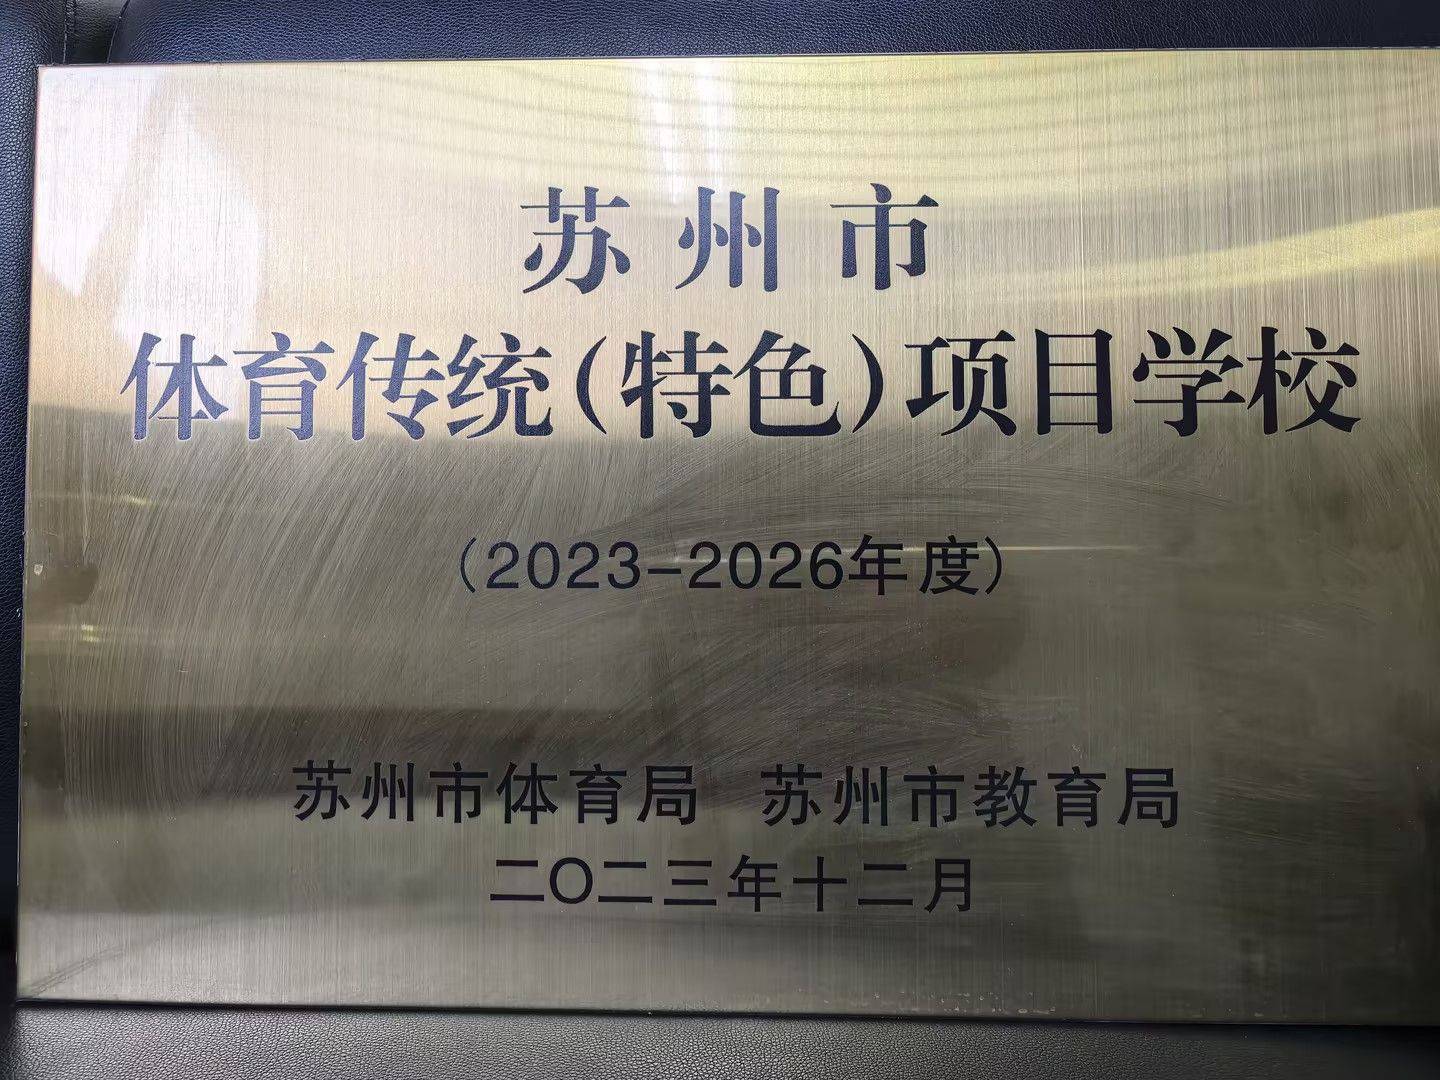 苏州市
体育传统(特色)项目学校
(2023-2026年度)
苏州市体育局 苏州市教育局
二〇二三年十二月